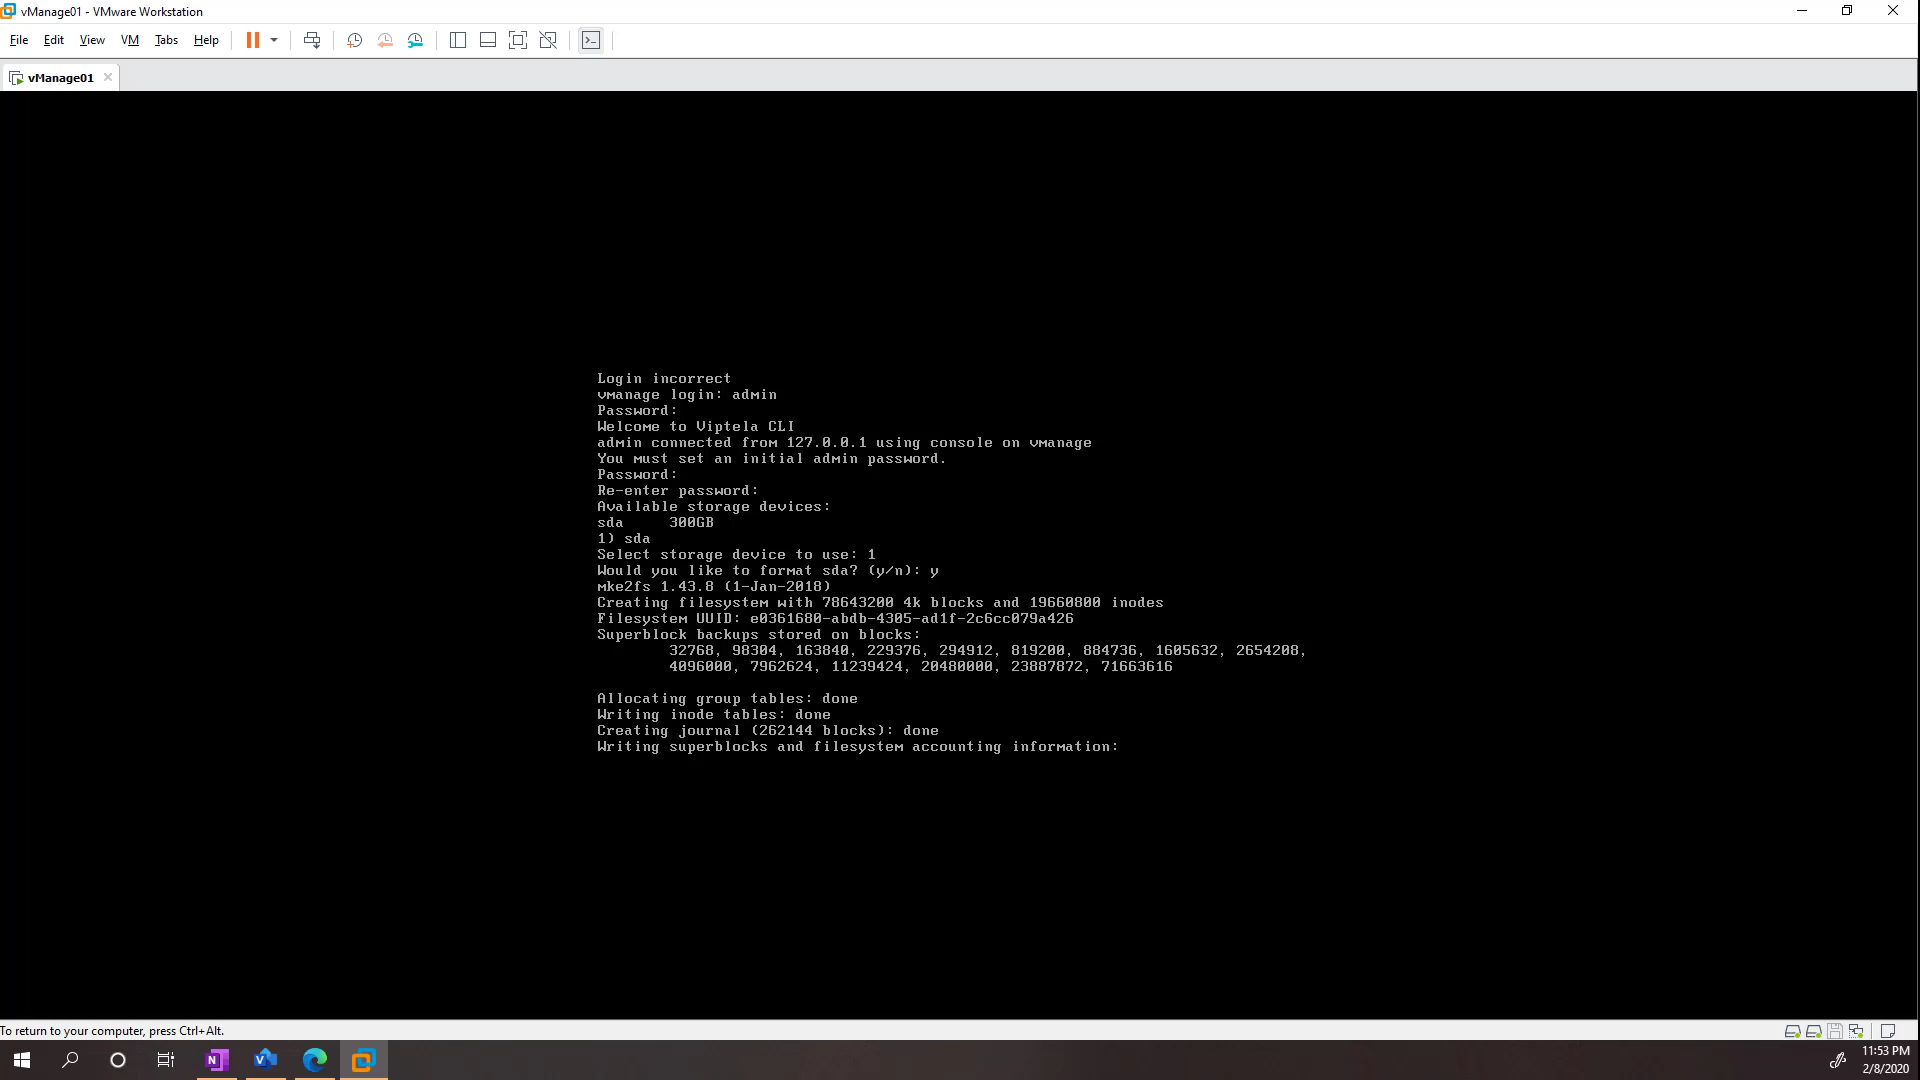 vManage01 - VMware Workstation
File Edit View VM Tabs Help
vManage01
Login incorrect
vmanage login: admin
Password:
Welcome to Viptela CLI
admin connected from 127.0.0.1 using console on vmanage
You must set an initial admin password.
Password:
Re-enter password:
Available storage devices:
sda 300GB
1) sda
Select storage device to use: 1
Would you like to format sda? (y/n): y
mke2fs 1.43.8 (1-Jan-2018)
Creating filesystem with 78643200 4k blocks and 19660800 inodes
Filesystem UUID: e0361680-abdb-4305-ad1f-2c6cc079a426
Superblock backups stored on blocks:
32768, 98304, 163840, 229376, 294912, 819200, 884736, 1605632, 2654208,
4096000, 7962624, 11239424, 20480000, 23887872, 71663616
Allocating group tables: done
Writing inode tables: done
Creating journal (262144 blocks): done
Writing superblocks and filesystem accounting information:
To return to your computer, press Ctrl+Alt.
N
V
11:53 PM
2/8/2020